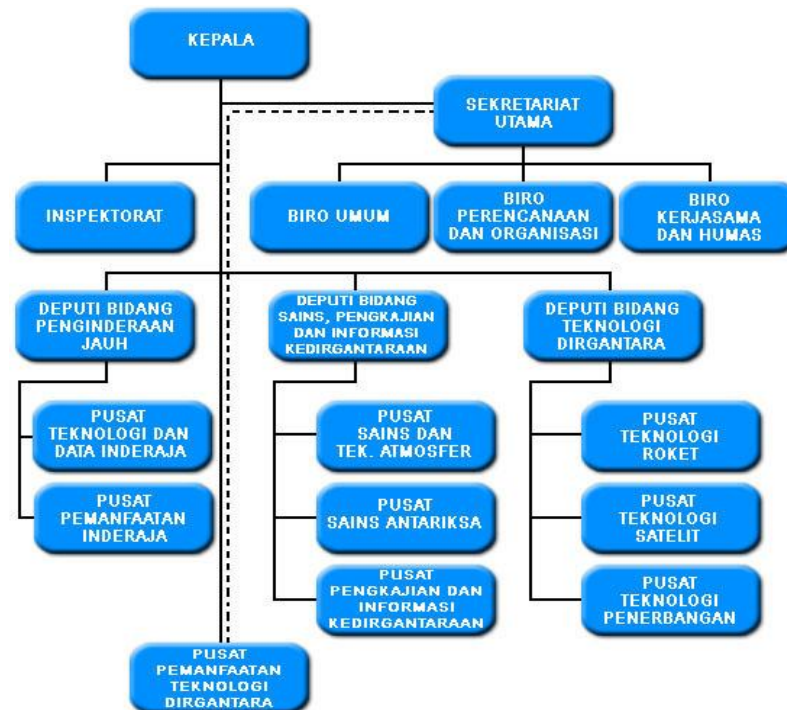 KEPALA
SEKRETARIAT
UTAMA
INSPEKTORAT
BIRO UMUM
BIRO
PERENCANAAN
DAN ORGANISASI
BIRO
KERJASAMA
DAN HUMAS
DEPUTI BIDANG
PENGINDERAAN
JAUH
DEPUTI BIDANG
SAINS, PENGKAJIAN
DAN INFORMASI
KEDIRGANTARAAN
DEPUTI BIDANG
TEKNOLOGI
DIRGANTARA
PUSAT
TEKNOLOGI DAN
DATA INDERAJA
PUSAT
PEMANFAATAN
INDERAJA
PUSAT
SAINS DAN
TEK. ATMOSFER
PUSAT
SAINS ANTARIKSA
PUSAT
PENGKAJIAN DAN
INFORMASI
KEDIRGANTARAAN
PUSAT
TEKNOLOGI
ROKET
PUSAT
TEKNOLOGI
SATELIT
PUSAT
TEKNOLOGI
PENERBANGAN
PUSAT
PEMANFAATAN
TEKNOLOGI
DIRGANTARA